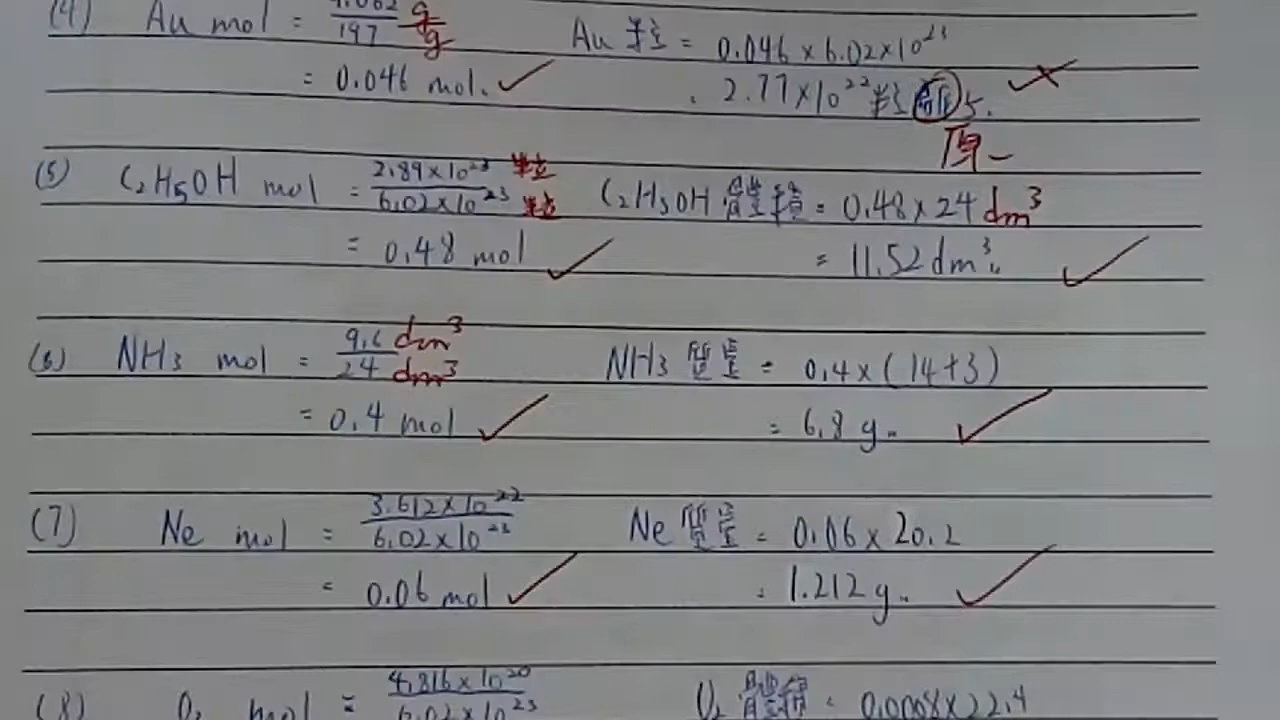 (4) Au mol = 9.062 g / 197 g Au 粒 = 0.046 × 6.02 × 10²³
= 0.046 mol. ✓ 2.77 × 10²² 粒 子.
原
(5) C2H5OH mol = 2.89 × 10²³ 粒 / 6.02 × 10²³ 粒 C2H5OH 體積 = 0.48 × 24 dm³
= 0.48 mol ✓ = 11.52 dm³ ✓
(6) NH3 mol = 9.6 dm³ / 24 dm³ NH3 質量 = 0.4 × (14+3)
= 0.4 mol ✓ = 6.8 g ✓
(7) Ne mol = 3.612 × 10²² / 6.02 × 10²³ Ne 質量 = 0.06 × 20.2
= 0.06 mol ✓ = 1.212 g ✓
(8) O2 mol = 4.816 × 10²⁰ / 6.02 × 10²³ O2 體積 = 0.0008 × 22.4